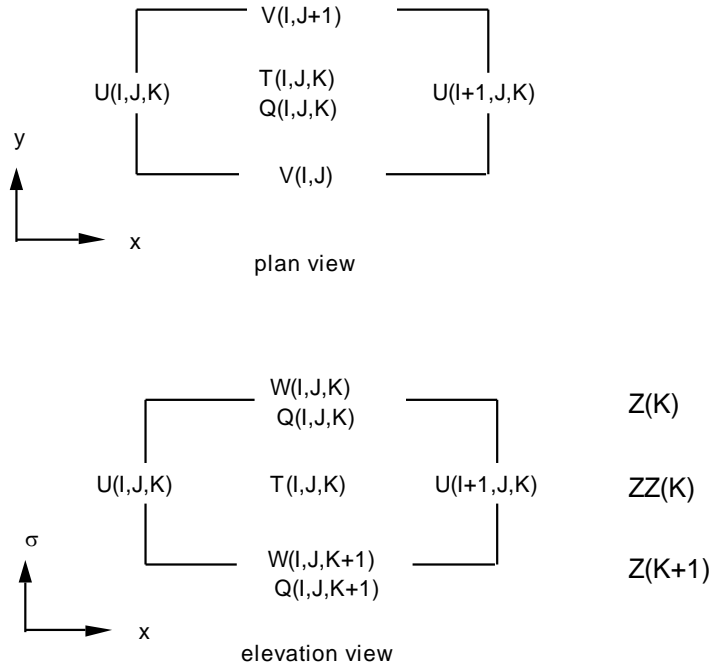 V(I,J+1)
T(I,J,K)
U(I,J,K) U(I+1,J,K)
Q(I,J,K)
y
V(I,J)
x
plan view
W(I,J,K)
Z(K)
Q(I,J,K)
U(I,J,K) T(I,J,K) U(I+1,J,K) ZZ(K)
σ
W(I,J,K+1) Z(K+1)
Q(I,J,K+1)
x
elevation view